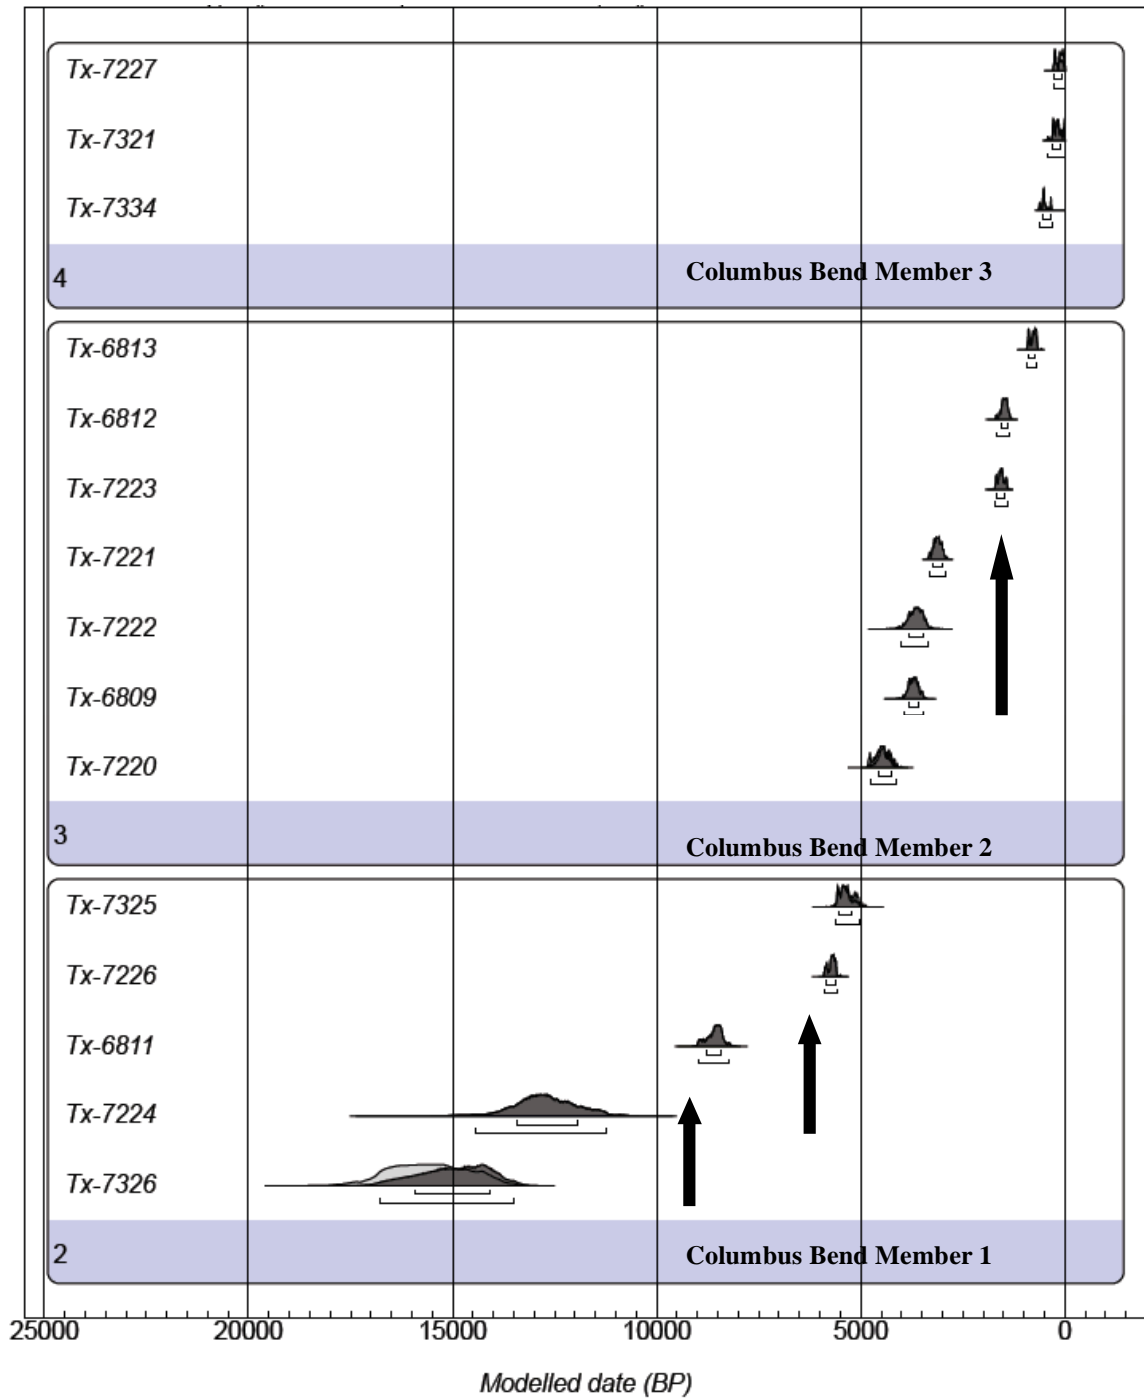 Tx-7227
Tx-7321
Tx-7334
4 Columbus Bend Member 3
Tx-6813
Tx-6812
Tx-7223
Tx-7221
Tx-7222
Tx-6809
Tx-7220
3 Columbus Bend Member 2
Tx-7325
Tx-7226
Tx-6811
Tx-7224
Tx-7326
2 Columbus Bend Member 1
25000 20000 15000 10000 5000 0
Modelled date (BP)